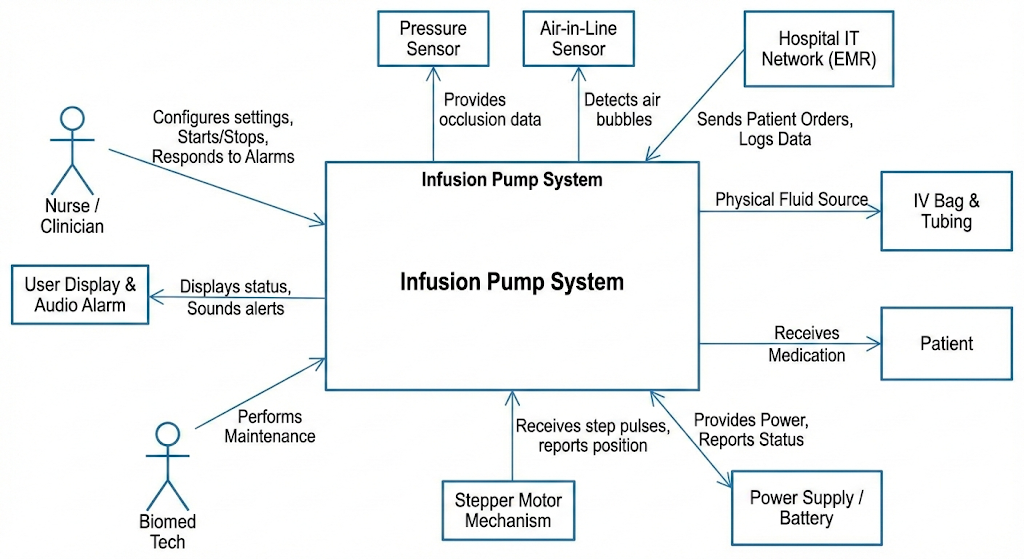 Pressure
Sensor
Air-in-Line
Sensor
Hospital IT
Network (EMR)
Provides
occlusion data
Detects air
bubbles
Sends Patient Orders,
Logs Data
Configures settings,
Starts/Stops,
Responds to Alarms
Nurse /
Clinician
Infusion Pump System
Infusion Pump System
Physical Fluid Source
IV Bag &
Tubing
User Display &
Audio Alarm
Displays status,
Sounds alerts
Receives
Medication
Patient
Performs
Maintenance
Biomed
Tech
Receives step pulses,
reports position
Stepper Motor
Mechanism
Provides Power,
Reports Status
Power Supply /
Battery